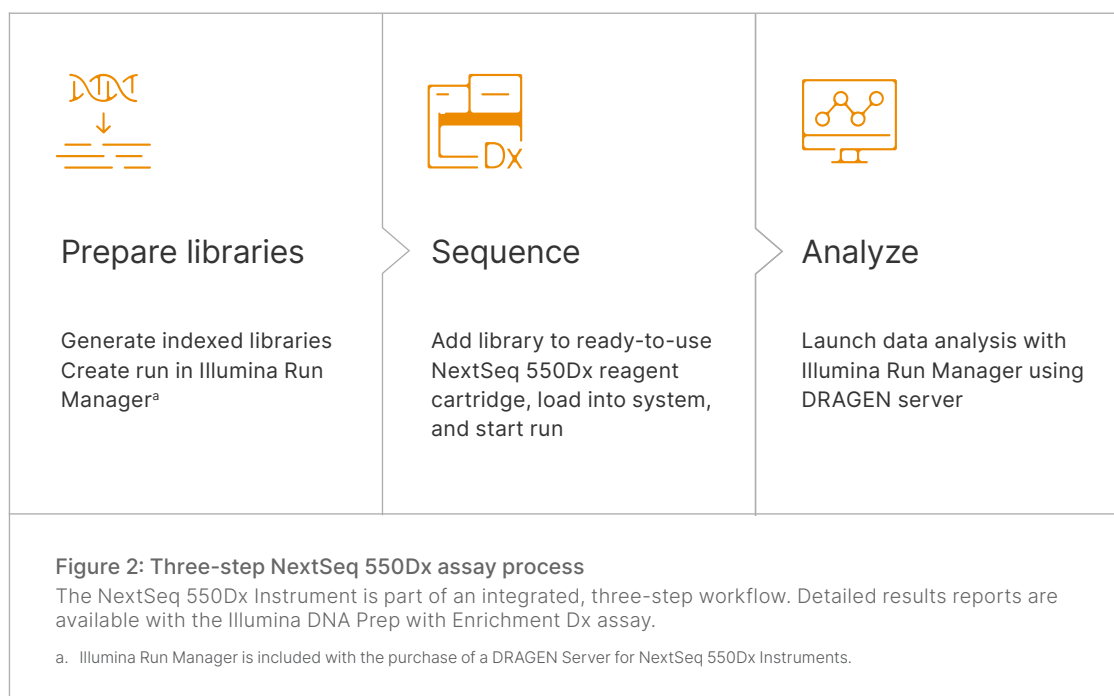 Dx
Prepare libraries
Generate indexed libraries
Create run in Illumina Run
Managerᵃ
Sequence
Add library to ready-to-use
NextSeq 550Dx reagent
cartridge, load into system,
and start run
Analyze
Launch data analysis with
Illumina Run Manager using
DRAGEN server
Figure 2: Three-step NextSeq 550Dx assay process
The NextSeq 550Dx Instrument is part of an integrated, three-step workflow. Detailed results reports are
available with the Illumina DNA Prep with Enrichment Dx assay.
a. Illumina Run Manager is included with the purchase of a DRAGEN Server for NextSeq 550Dx Instruments.